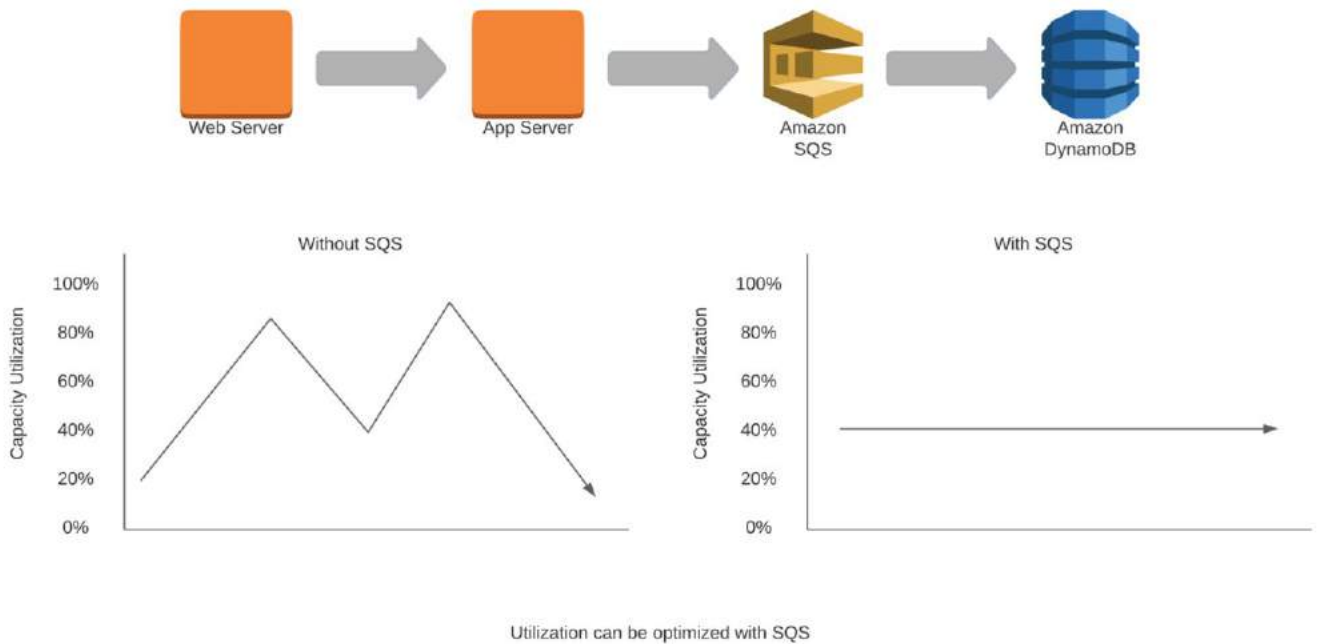 Web Server
App Server
Amazon
SQS
Amazon
DynamoDB
Without SQS
Capacity Utilization
100%
80%
60%
40%
20%
0%
With SQS
Capacity Utilization
100%
80%
60%
40%
20%
0%
Utilization can be optimized with SQS